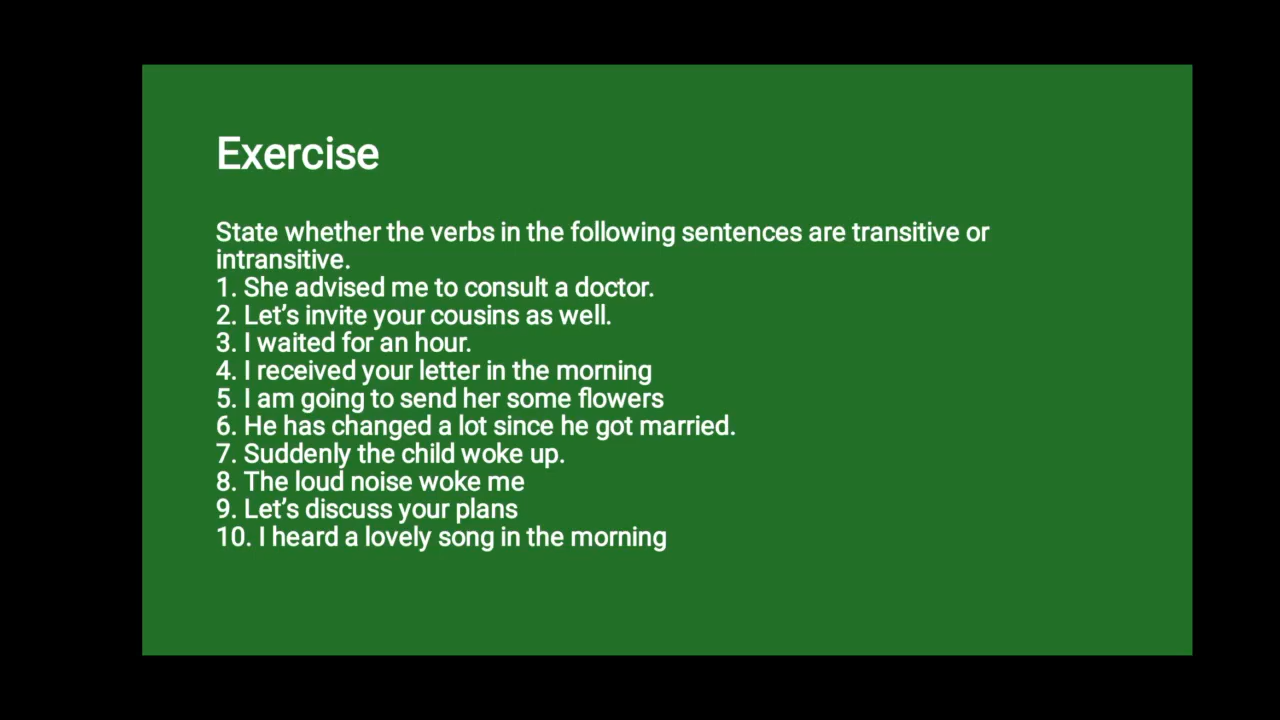 Exercise
State whether the verbs in the following sentences are transitive or
intransitive.
1. She advised me to consult a doctor.
2. Let’s invite your cousins as well.
3. I waited for an hour.
4. I received your letter in the morning
5. I am going to send her some flowers
6. He has changed a lot since he got married.
7. Suddenly the child woke up.
8. The loud noise woke me
9. Let’s discuss your plans
10. I heard a lovely song in the morning